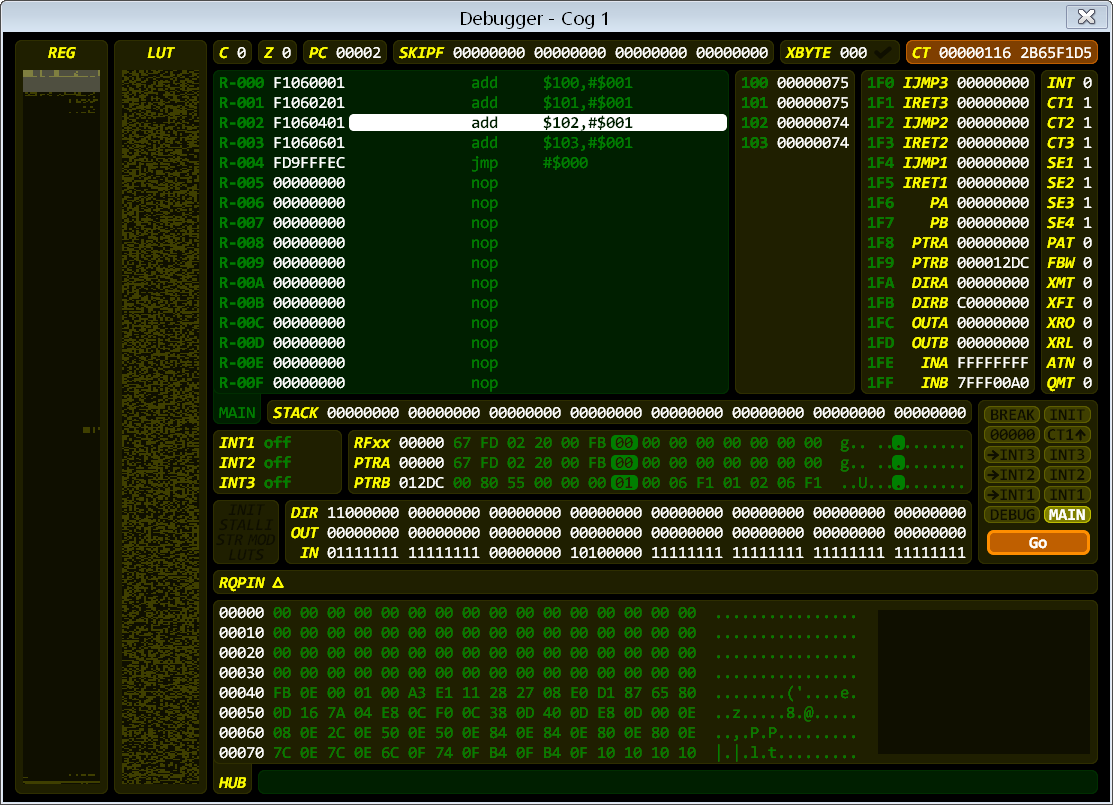 Debugger - Cog 1
REG LUT C 0 Z 0 PC 00002 SKIPF 00000000 00000000 00000000 00000000 XBYTE 000 ✓ CT 00000116 2B65F1D5
R-000 F1060001 add $100,#$001 100 00000075 1F0 IJMP3 00000000 INT 0
R-001 F1060201 add $101,#$001 101 00000075 1F1 IRET3 00000000 CT1 1
R-002 F1060401 add $102,#$001 102 00000074 1F2 IJMP2 00000000 CT2 1
R-003 F1060601 add $103,#$001 103 00000074 1F3 IRET2 00000000 CT3 1
R-004 FD9FFFEC jmp #$000 1F4 IJMP1 00000000 SE1 1
R-005 00000000 nop 1F5 IRET1 00000000 SE2 1
R-006 00000000 nop 1F6 PA 00000000 SE3 1
R-007 00000000 nop 1F7 PB 00000000 SE4 1
R-008 00000000 nop 1F8 PTRA 00000000 PAT 0
R-009 00000000 nop 1F9 PTRB 000012DC FBW 0
R-00A 00000000 nop 1FA DIRA 00000000 XMT 0
R-00B 00000000 nop 1FB DIRB C0000000 XFI 0
R-00C 00000000 nop 1FC OUTA 00000000 XRO 0
R-00D 00000000 nop 1FD OUTB 00000000 XRL 0
R-00E 00000000 nop 1FE INA FFFFFFFF ATN 0
R-00F 00000000 nop 1FF INB 7FFF00A0 QMT 0
MAIN STACK 00000000 00000000 00000000 00000000 00000000 00000000 00000000 00000000 BREAK INIT
INT1 off RFxx 00000 67 FD 02 20 00 FB 00 00 00 00 00 00 00 00 g.. ........... 00000 CT1↑
INT2 off PTRA 00000 67 FD 02 20 00 FB 00 00 00 00 00 00 00 00 g.. ........... →INT3 INT3
INT3 off PTRB 012DC 00 80 55 00 00 00 01 00 06 F1 01 02 06 F1 ..U........... →INT2 INT2
→INT1 INT1
INIT DIR 11000000 00000000 00000000 00000000 00000000 00000000 00000000 00000000 DEBUG MAIN
STALLI OUT 00000000 00000000 00000000 00000000 00000000 00000000 00000000 00000000
STR MOD IN 01111111 11111111 00000000 10100000 11111111 11111111 11111111 11111111 Go
LUTS
RQPIN Δ
00000 00 00 00 00 00 00 00 00 00 00 00 00 00 00 00 00 ................
00010 00 00 00 00 00 00 00 00 00 00 00 00 00 00 00 00 ................
00020 00 00 00 00 00 00 00 00 00 00 00 00 00 00 00 00 ................
00030 00 00 00 00 00 00 00 00 00 00 00 00 00 00 00 00 ................
00040 FB 0E 00 01 00 A3 E1 11 28 27 08 E0 D1 87 65 80 ........('....e.
00050 0D 16 7A 04 E8 0C F0 0C 38 0D 40 0D E8 0D 00 0E ..z.....8.@.....
00060 08 0E 2C 0E 50 0E 50 0E 84 0E 84 0E 80 0E 80 0E ..,.P.P.........
00070 7C 0E 7C 0E 6C 0F 74 0F B4 0F B4 0F 10 10 10 10 |.|.l.t.........
HUB